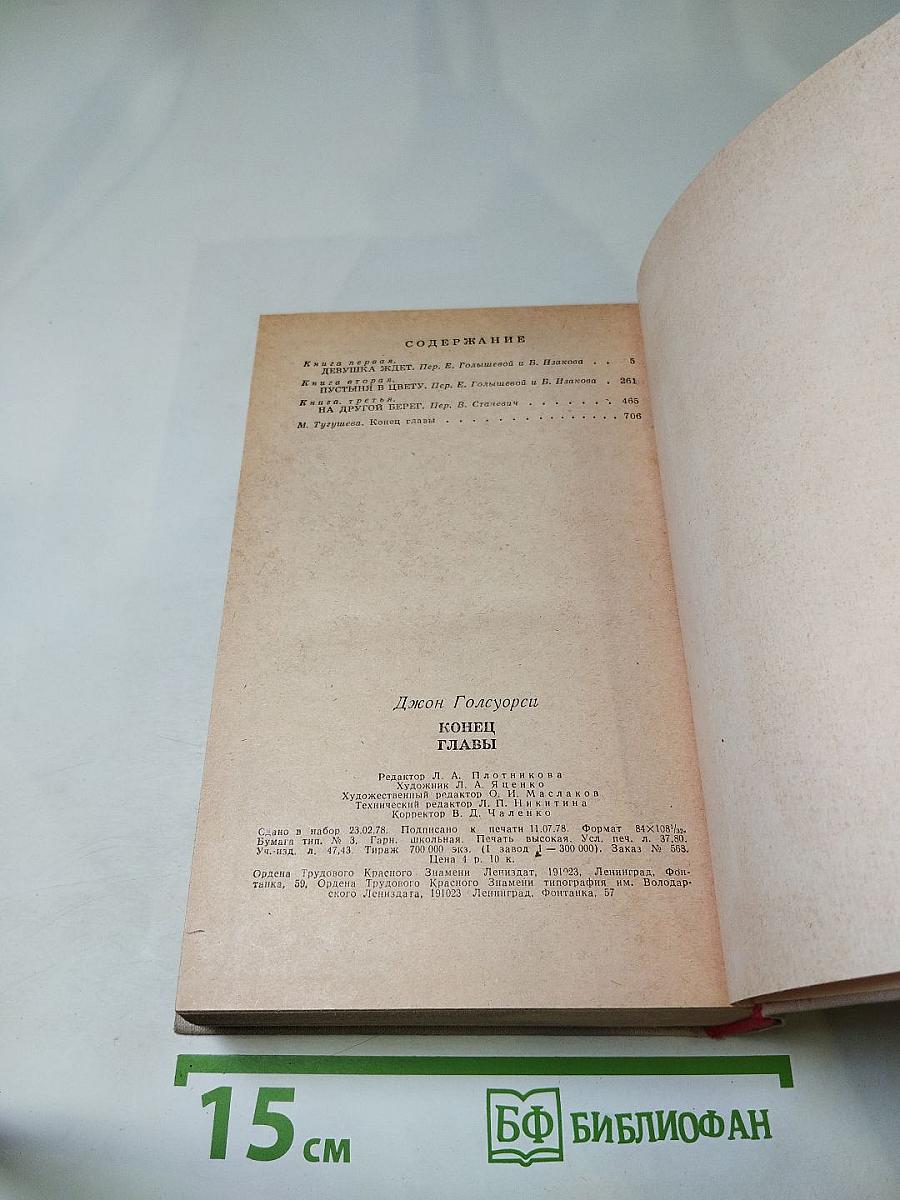 СОДЕРЖАНИЕ
Книга первая.
ДЕВУШКА ЖДЕТ. Пер. Е. Голышевой и Б. Изакова . . 5
Книга вторая.
ПУСТЫНЯ В ЦВЕТУ. Пер. Е. Голышевой и Б. Изакова . 261
Книга третья.
НА ДРУГОЙ БЕРЕГ. Пер. В. Станевич . . . . . . . 465
М. Тугушева. Конец главы . . . . . . . . . . . . . . . 706
Джон Голсуорси
КОНЕЦ
ГЛАВЫ
Редактор Л. А. Плотникова
Художник Л. А. Яценко
Художественный редактор О. И. Маслаков
Технический редактор Л. П. Никитина
Корректор В. Д. Чаленко
Сдано в набор 23.02.78. Подписано к печати 11.07.78. Формат 84×108¹/₃₂.
Бумага тип. № 3. Гарн. школьная. Печать высокая. Усл. печ. л. 37,80.
Уч.-изд. л. 47,43. Тираж 700 000 экз. (I завод 1—300 000). Заказ № 568.
Цена 4 р. 10 к.
Ордена Трудового Красного Знамени Лениздат, 191023, Ленинград, Фон-
танка, 59, Ордена Трудового Красного Знамени типография им. Володар-
ского Лениздата, 191023 Ленинград, Фонтанка, 57
15 см
БФ БИБЛИОФАН